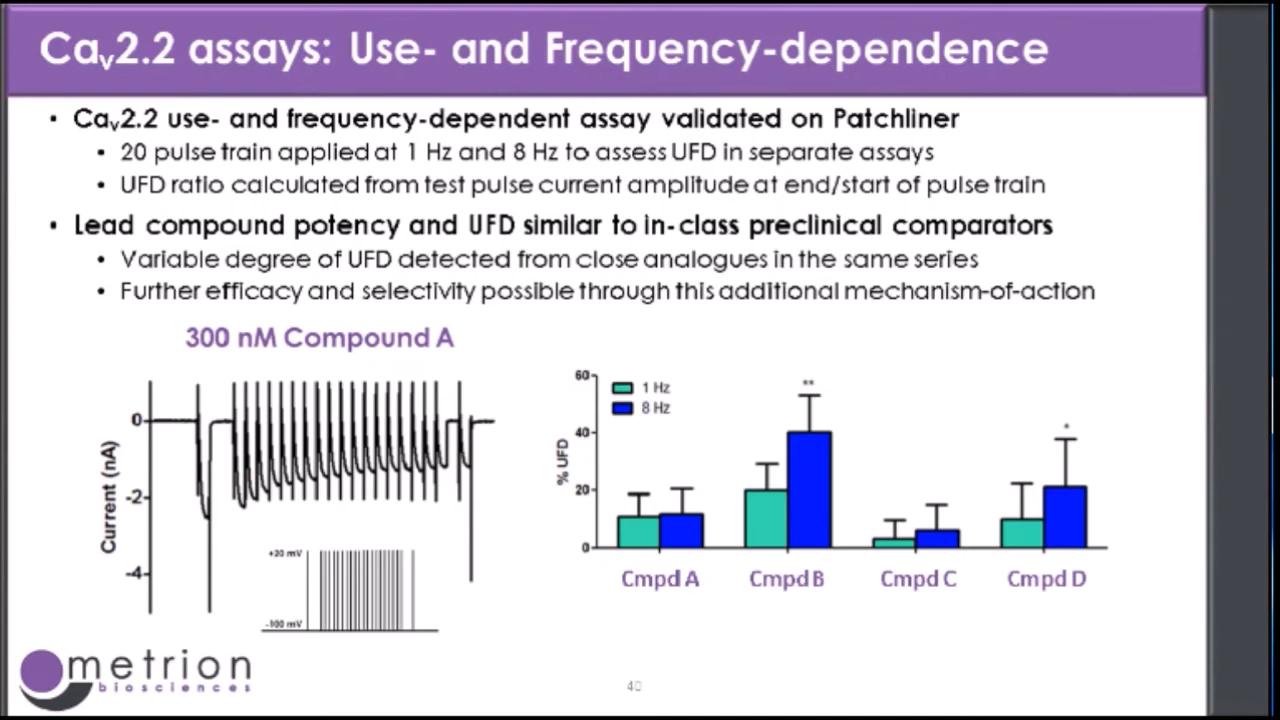 Cav2.2 assays: Use- and Frequency-dependence
▪ Cav2.2 use- and frequency-dependent assay validated on Patchliner
• 20 pulse train applied at 1 Hz and 8 Hz to assess UFD in separate assays
• UFD ratio calculated from test pulse current amplitude at end/start of pulse train
▪ Lead compound potency and UFD similar to in-class preclinical comparators
• Variable degree of UFD detected from close analogues in the same series
• Further efficacy and selectivity possible through this additional mechanism-of-action
300 nM Compound A
Current (nA)
0
-2
-4
+20 mV
-100 mV
% UFD
60
40
20
0
1 Hz
8 Hz
**
*
Cmpd A
Cmpd B
Cmpd C
Cmpd D
metrion
biosciences
40